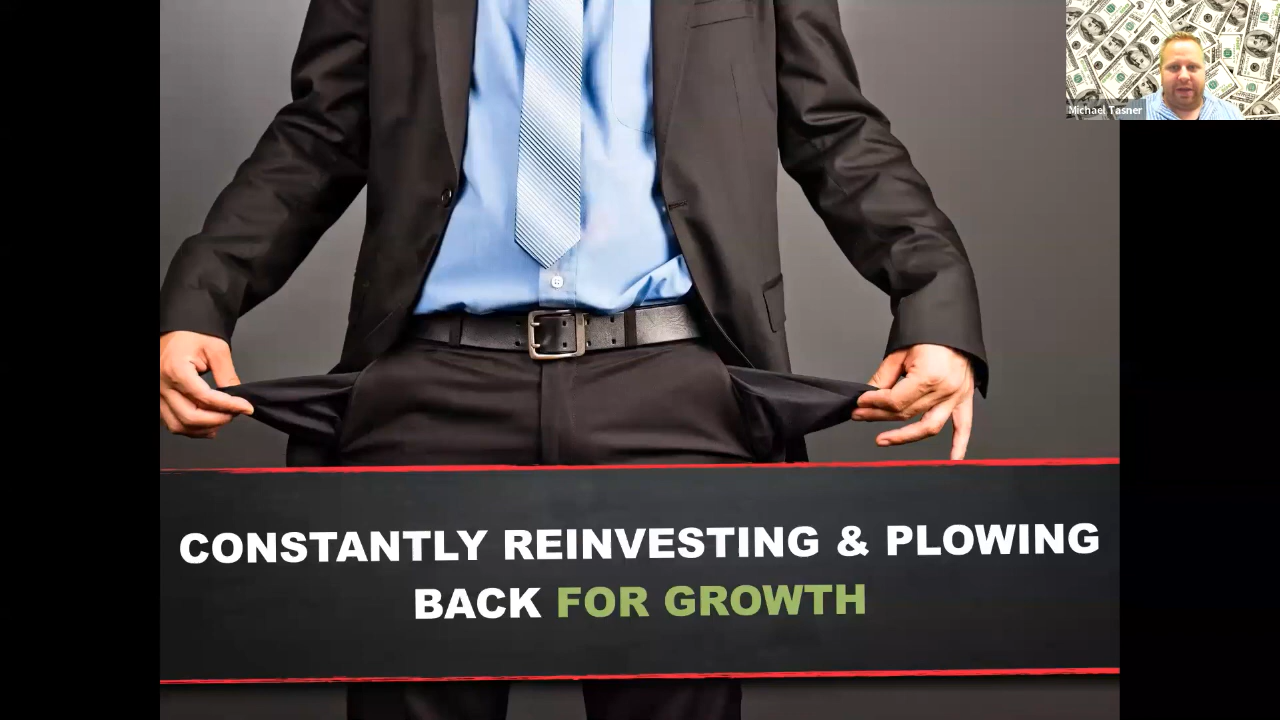 Michael Tasner
CONSTANTLY REINVESTING & PLOWING
BACK FOR GROWTH